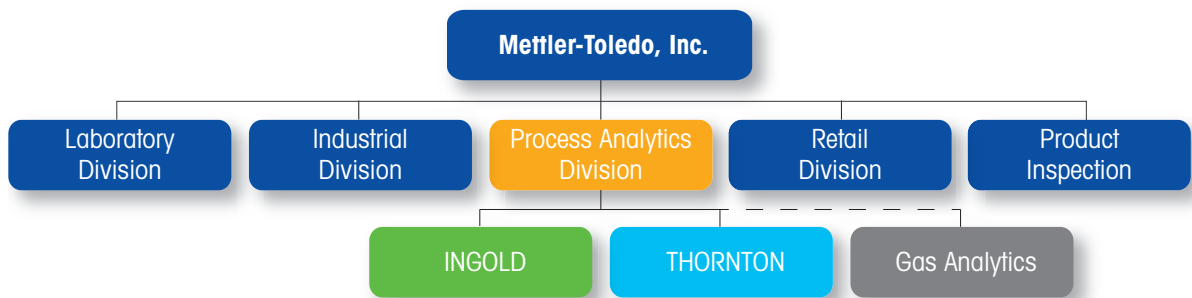 Mettler-Toledo, Inc.
Laboratory
Division
Industrial
Division
Process Analytics
Division
Retail
Division
Product
Inspection
INGOLD
THORNTON
Gas Analytics